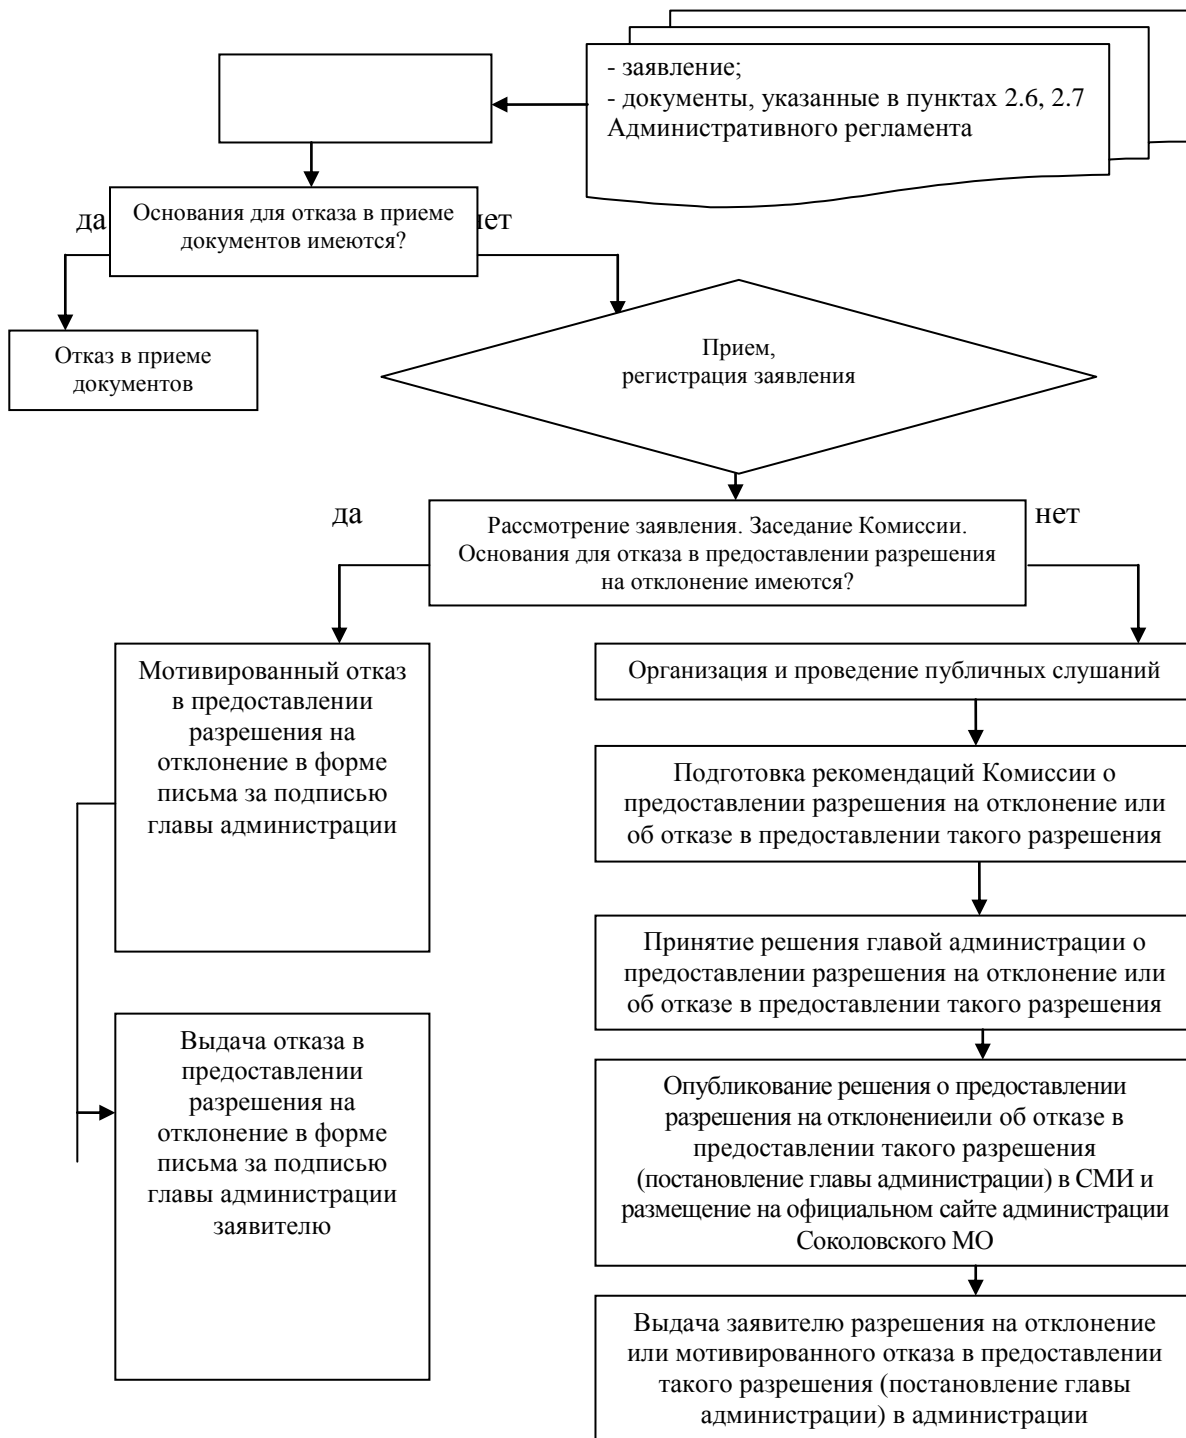 - заявление;
- документы, указанные в пунктах 2.6, 2.7
Административного регламента
да
Основания для отказа в приеме
документов имеются?
нет
Отказ в приеме
документов
Прием,
регистрация заявления
да
Рассмотрение заявления. Заседание Комиссии.
Основания для отказа в предоставлении разрешения
на отклонение имеются?
нет
Мотивированный отказ
в предоставлении
разрешения на
отклонение в форме
письма за подписью
главы администрации
Выдача отказа в
предоставлении
разрешения на
отклонение в форме
письма за подписью
главы администрации
заявителю
Организация и проведение публичных слушаний
Подготовка рекомендаций Комиссии о
предоставлении разрешения на отклонение или
об отказе в предоставлении такого разрешения
Принятие решения главой администрации о
предоставлении разрешения на отклонение или
об отказе в предоставлении такого разрешения
Опубликование решения о предоставлении
разрешения на отклонениеили об отказе в
предоставлении такого разрешения
(постановление главы администрации) в СМИ и
размещение на официальном сайте администрации
Соколовского МО
Выдача заявителю разрешения на отклонение
или мотивированного отказа в предоставлении
такого разрешения (постановление главы
администрации) в администрации